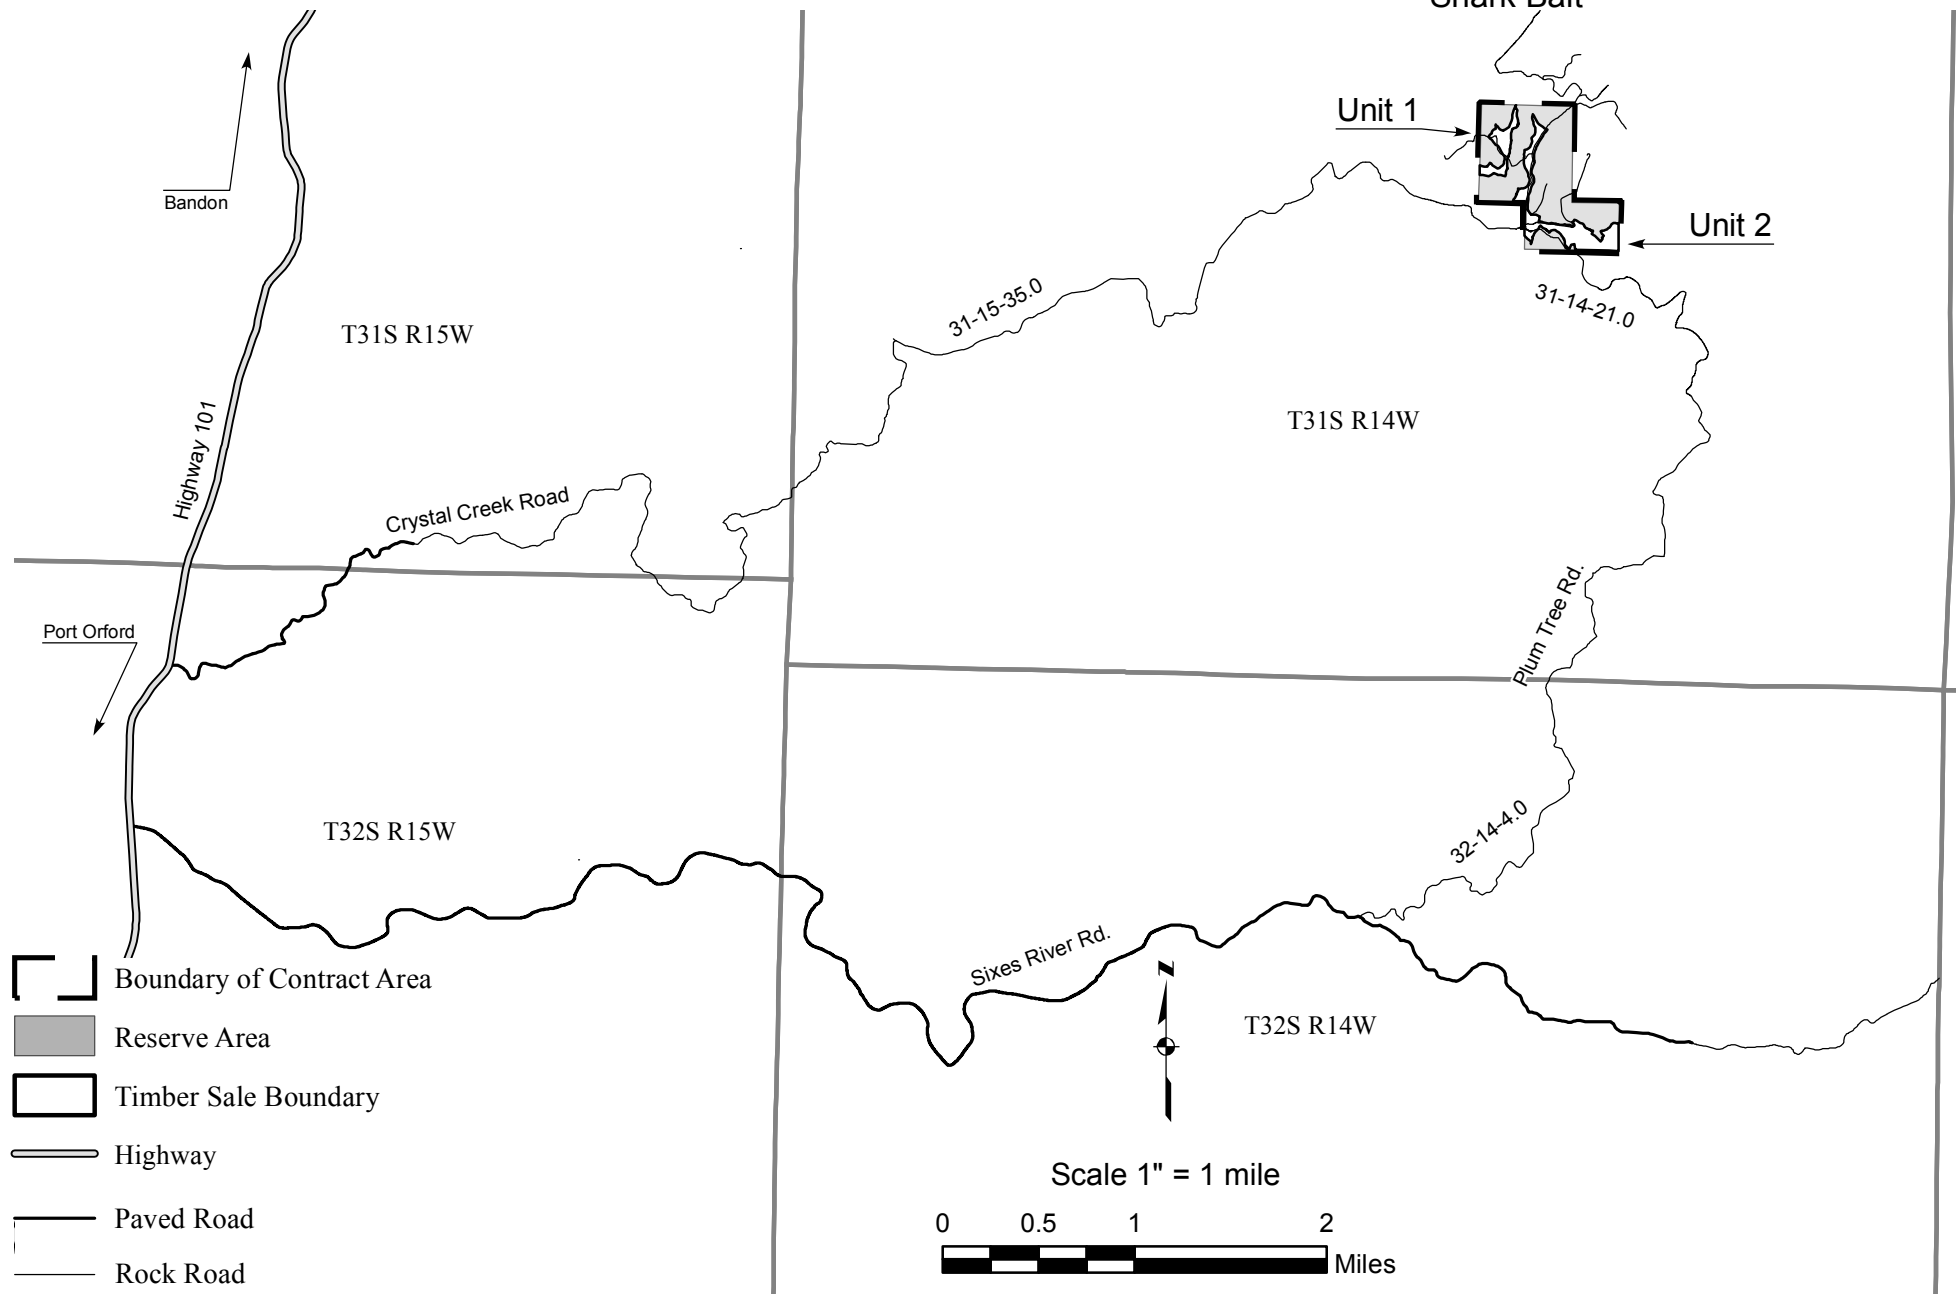 Shark Bait
Unit 1
Bandon
Unit 2
31-15-35.0
31-14-21.0
T31S R15W
T31S R14W
Highway 101
Crystal Creek Road
Plum Tree Rd.
Port Orford
T32S R15W
32-14-4.0
Sixes River Rd.
Boundary of Contract Area
N
T32S R14W
Reserve Area
Timber Sale Boundary
Highway
Scale 1" = 1 mile
Paved Road
0 0.5 1 2
Miles
Rock Road